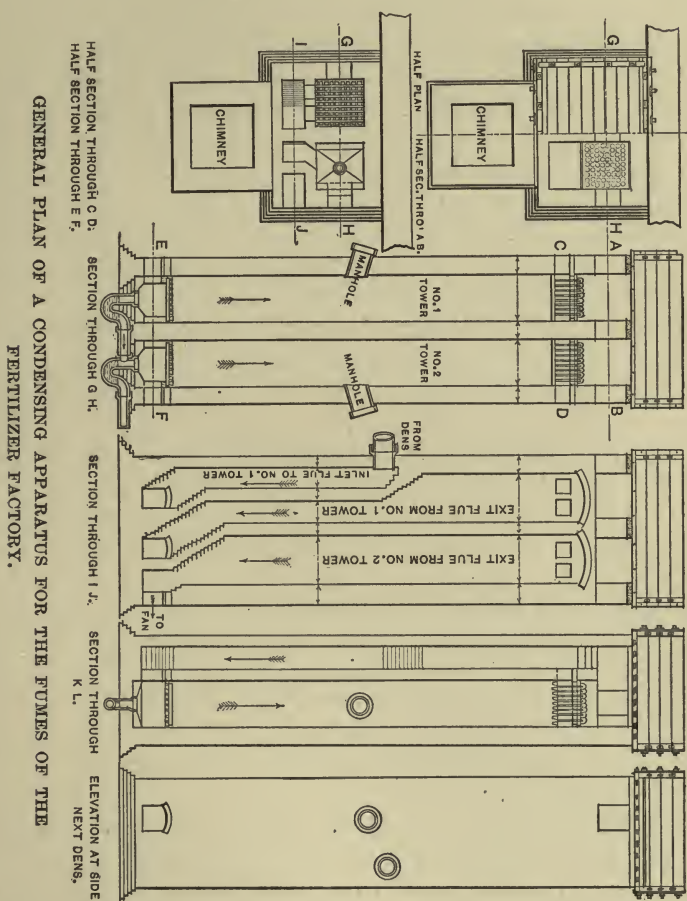 G
CHIMNEY
H A
HALF PLAN
HALF SEC. THRO' A B.
G
I
CHIMNEY
H
J
HALF SECTION THROUGH C D.
HALF SECTION THROUGH E F.
A
B
C
D
NO. 1
TOWER
NO. 2
TOWER
MANHOLE
MANHOLE
E
F
SECTION THROUGH G H.
FROM
DENS
INLET FLUE TO NO. 1 TOWER
EXIT FLUE FROM NO. 1 TOWER
EXIT FLUE FROM NO. 2 TOWER
TO
FAN
SECTION THROUGH I J.
SECTION THROUGH
K L.
ELEVATION AT SIDE
NEXT DENS.
GENERAL PLAN OF A CONDENSING APPARATUS FOR THE FUMES OF THE
FERTILIZER FACTORY.